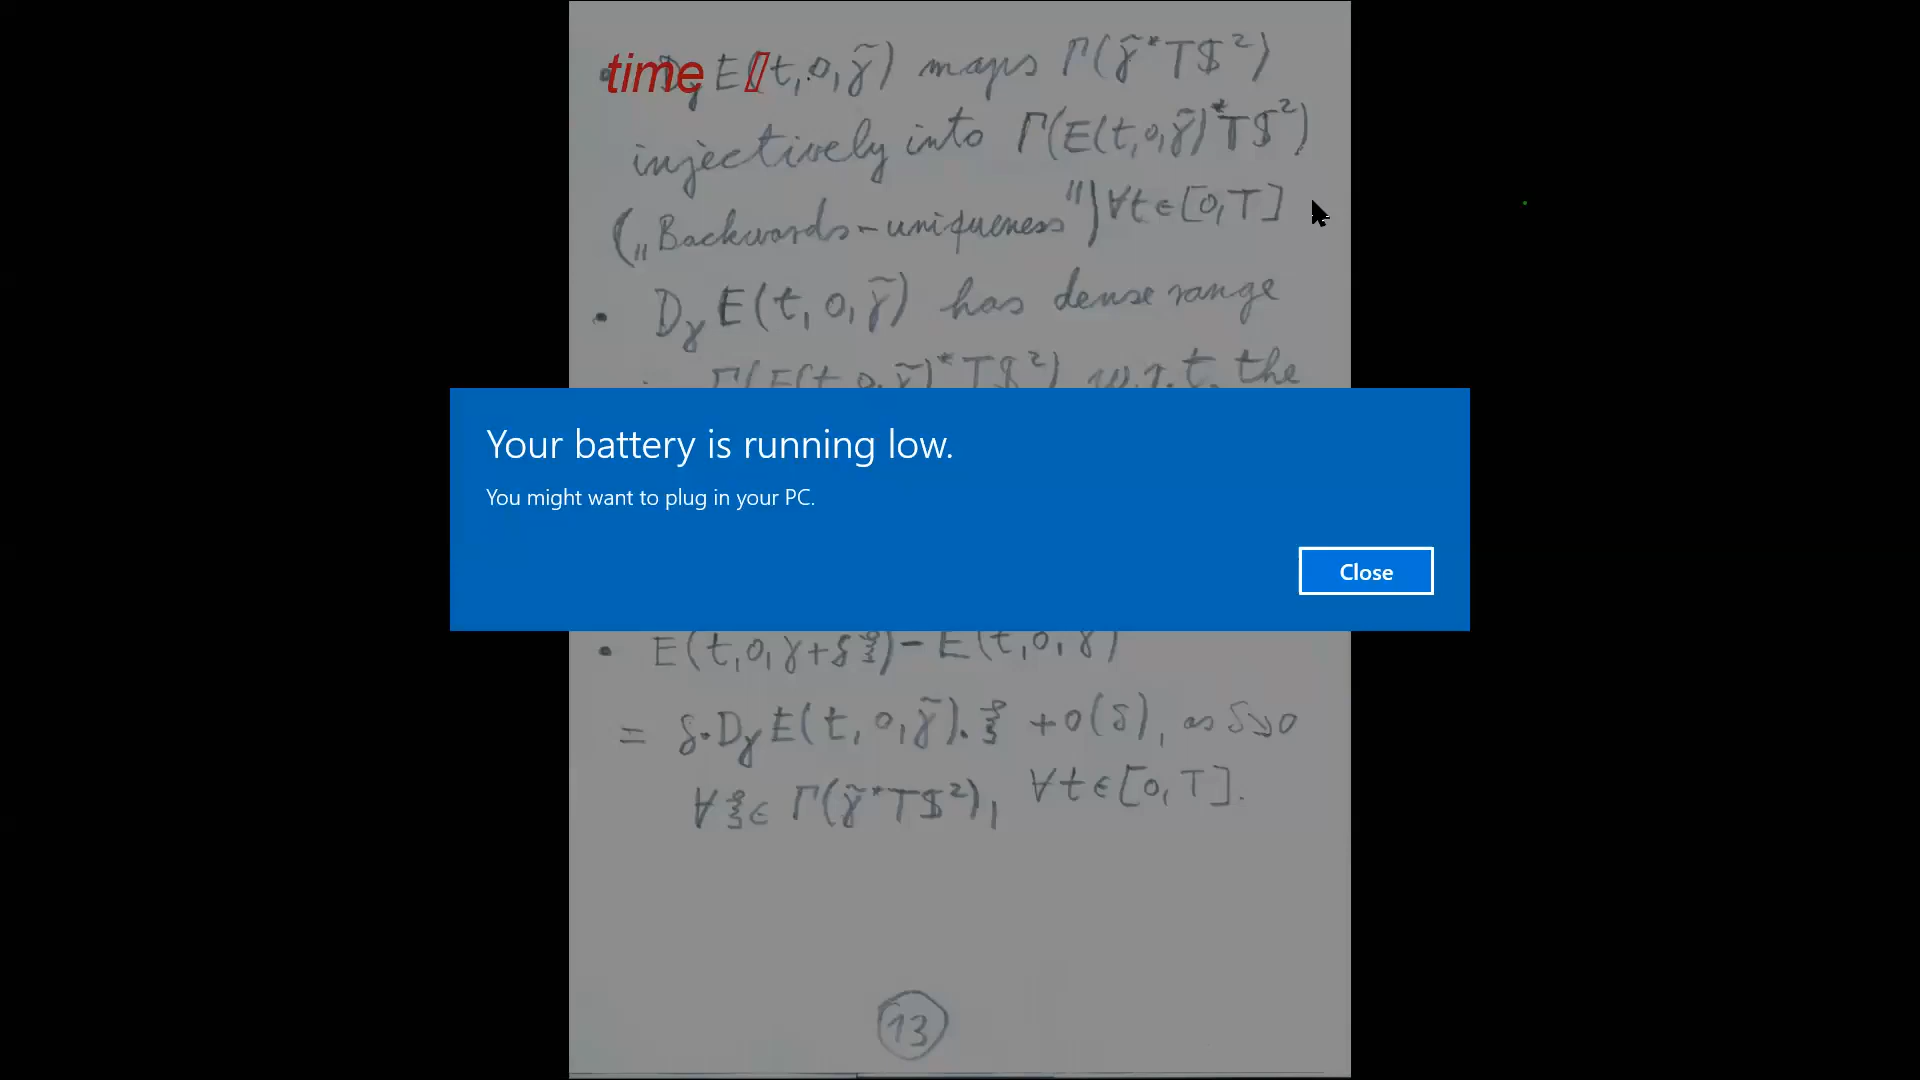 time
• D_γ E(t,0,γ̃) maps Γ(γ̃*T𝕊²)
injectively into Γ(E(t,0,γ̃)*T𝕊²)
(„Backwards-uniqueness") ∀t∈[0,T]
• D_γ E(t,0,γ̃) has dense range
Γ(E(t,0,γ̃)*T𝕊²) w.r.t. the
Your battery is running low.
You might want to plug in your PC.
Close
• E(t,0,γ+δξ)-E(t,0,γ)
= δ·D_γ E(t,0,γ̃).ξ +o(δ), as δ↘0
∀ξ∈ Γ(γ̃*T𝕊²), ∀t∈[0,T].
13